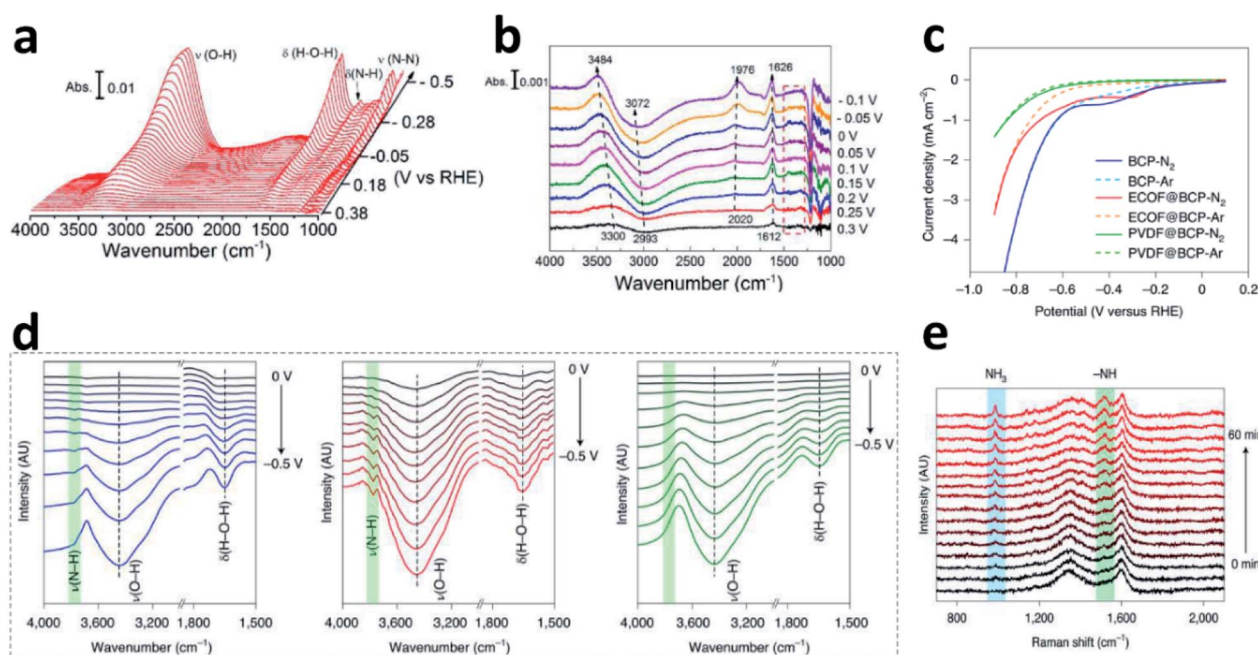 a
Abs.
0.01
ν (O-H)
δ (H-O-H)
δ(N-H)
ν (N-N)
- 0.5
- 0.28
-0.05
0.18
0.38
(V vs RHE)
4000 3500 3000 2500 2000 1500 1000
Wavenumber (cm⁻¹)
b
Abs.
0.001
3484
3072
1976
1626
- 0.1 V
- 0.05 V
0 V
0.05 V
0.1 V
0.15 V
0.2 V
0.25 V
0.3 V
3300
2993
2020
1612
4000 3500 3000 2500 2000 1500 1000
Wavenumber (cm⁻¹)
c
Current density (mA cm⁻²)
0
−1
−2
−3
−4
BCP-N₂
BCP-Ar
ECOF@BCP-N₂
ECOF@BCP-Ar
PVDF@BCP-N₂
PVDF@BCP-Ar
−1.0 −0.8 −0.6 −0.4 −0.2 0 0.2
Potential (V versus RHE)
d
Intensity (AU)
0 V
−0.5 V
ν(N–H)
ν(O–H)
δ(H–O–H)
4,000 3,600 3,200 1,800 1,500
Wavenumber (cm⁻¹)
Intensity (AU)
0 V
−0.5 V
ν(N–H)
ν(O–H)
δ(H–O–H)
4,000 3,600 3,200 1,800 1,500
Wavenumber (cm⁻¹)
Intensity (AU)
0 V
−0.5 V
ν(O–H)
δ(H–O–H)
4,000 3,600 3,200 1,800 1,500
Wavenumber (cm⁻¹)
e
NH₃
–NH
Intensity (AU)
60 min
0 min
800 1,200 1,600 2,000
Raman shift (cm⁻¹)